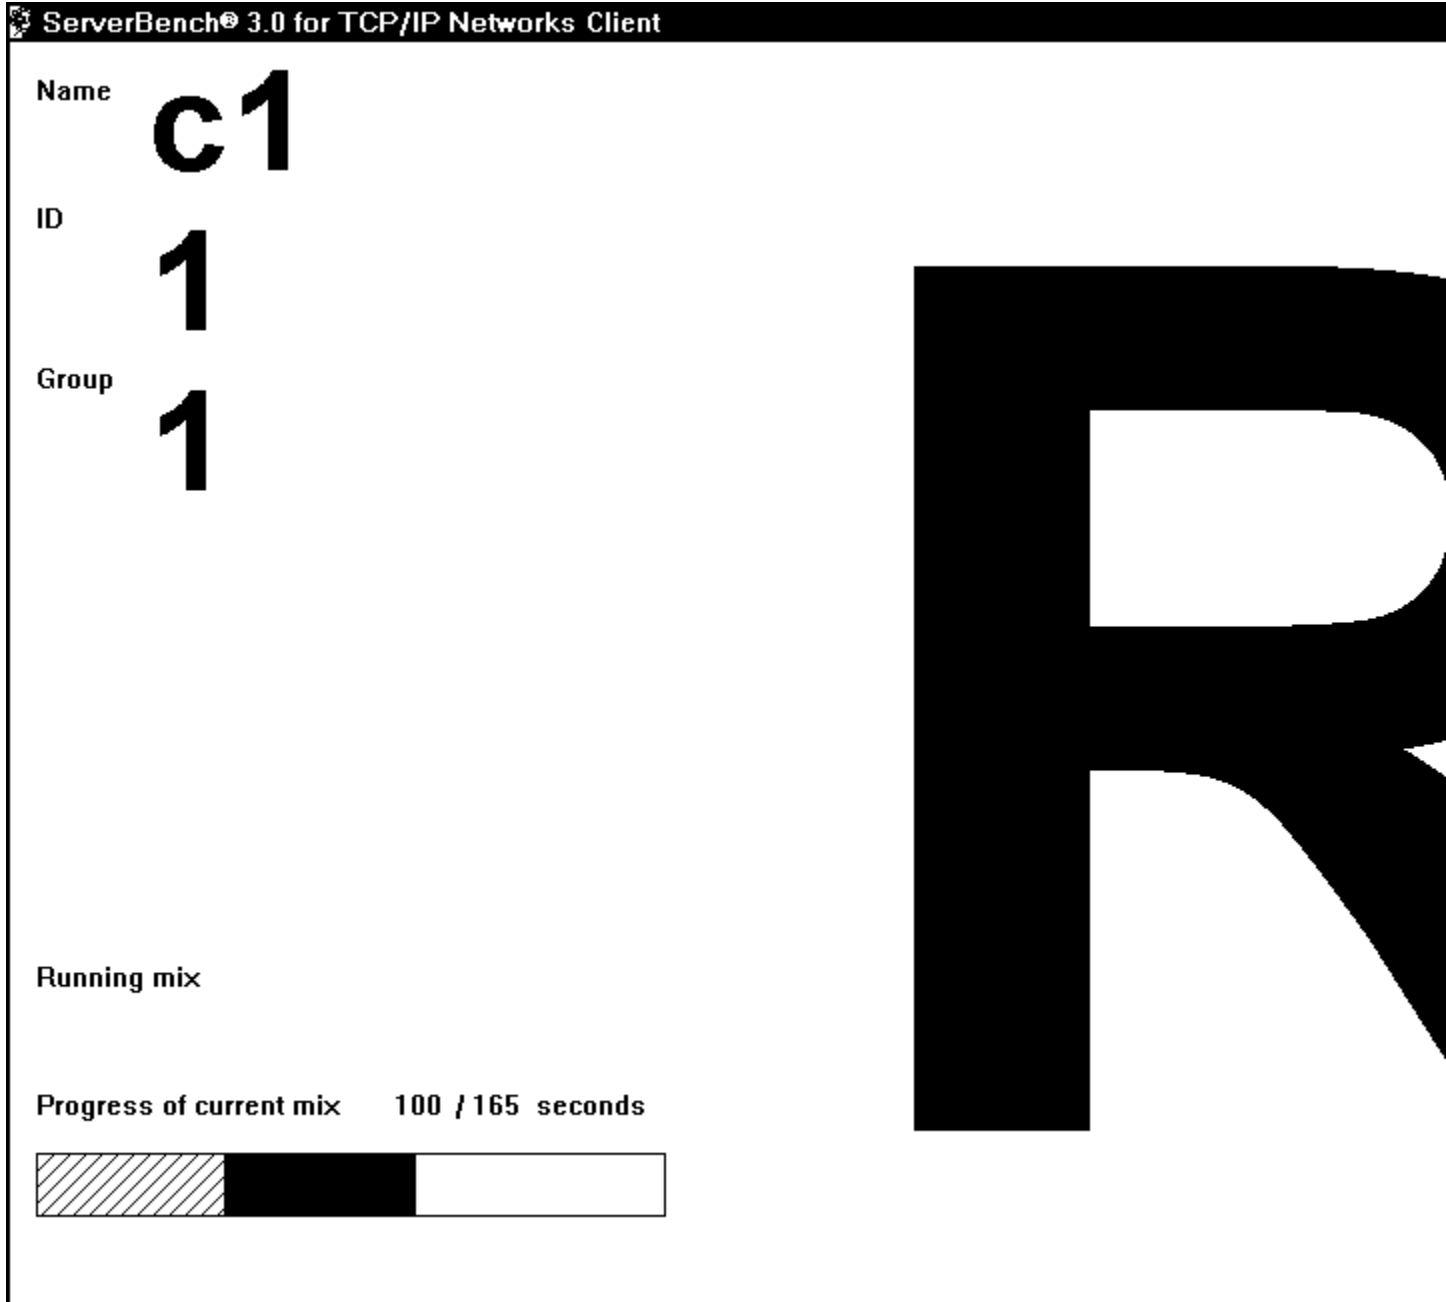 ServerBench® 3.0 for TCP/IP Networks Client
Name c1
ID 1
Group 1
R
Running mix
Progress of current mix 100 / 165 seconds